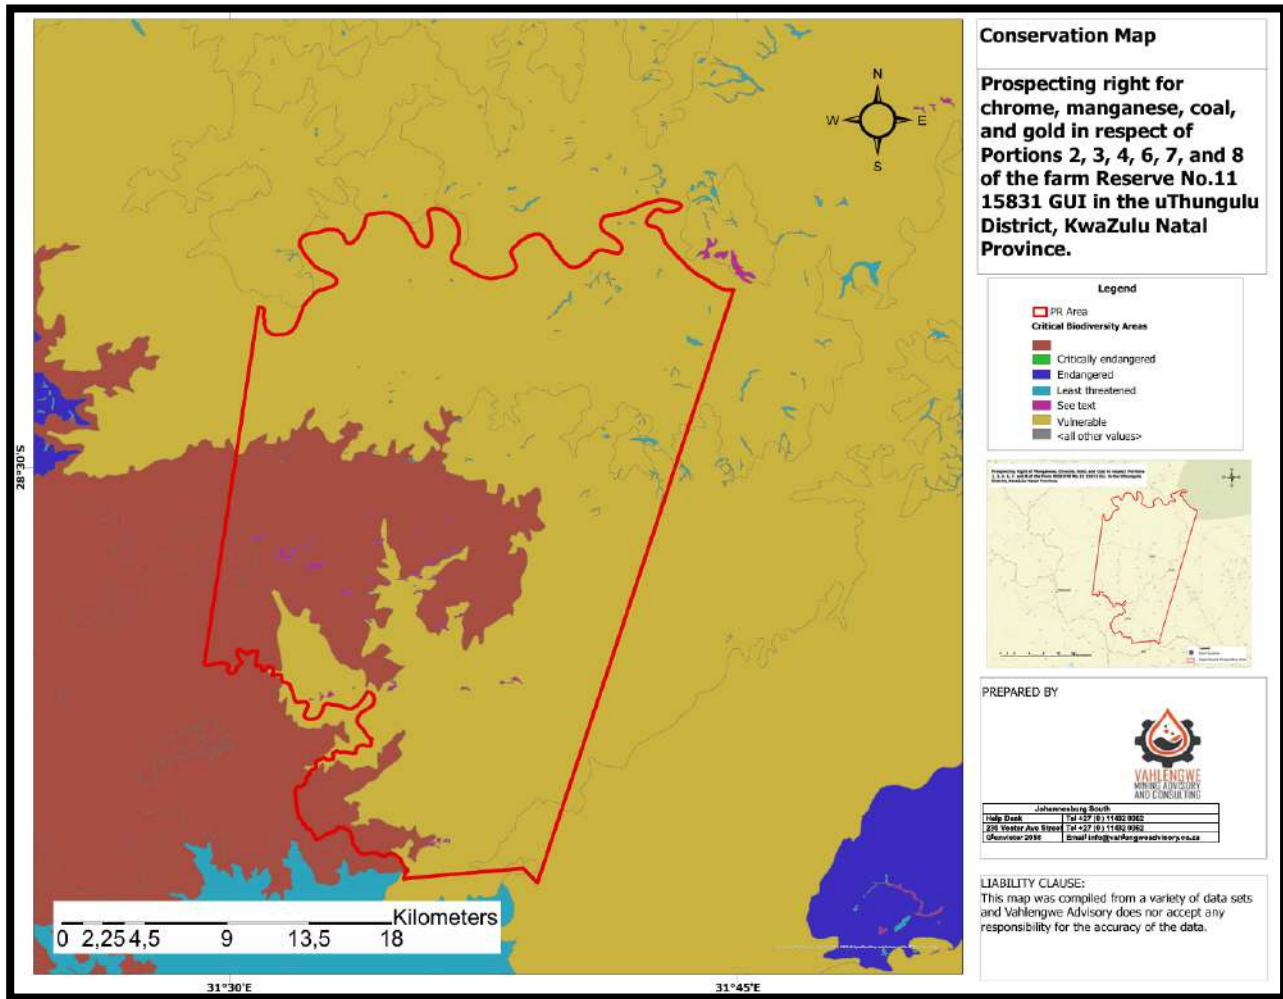 Conservation Map
Prospecting right for
chrome, manganese, coal,
and gold in respect of
Portions 2, 3, 4, 6, 7, and 8
of the farm Reserve No.11
15831 GUI in the uThungulu
District, KwaZulu Natal
Province.
N
W E
S
Legend
PR Area
Critical Biodiversity Areas
Critically endangered
Endangered
Least threatened
See text
Vulnerable
<all other values>
28°30'S
PREPARED BY
VAHLENGWE
MINING ADVISORY
AND CONSULTING
Johannesburg South
Help Desk
Glenvister 2058
LIABILITY CLAUSE:
This map was compiled from a variety of data sets
and Vahlengwe Advisory does nor accept any
responsibility for the accuracy of the data.
Kilometers
0 2,25 4,5 9 13,5 18
31°30'E
31°45'E